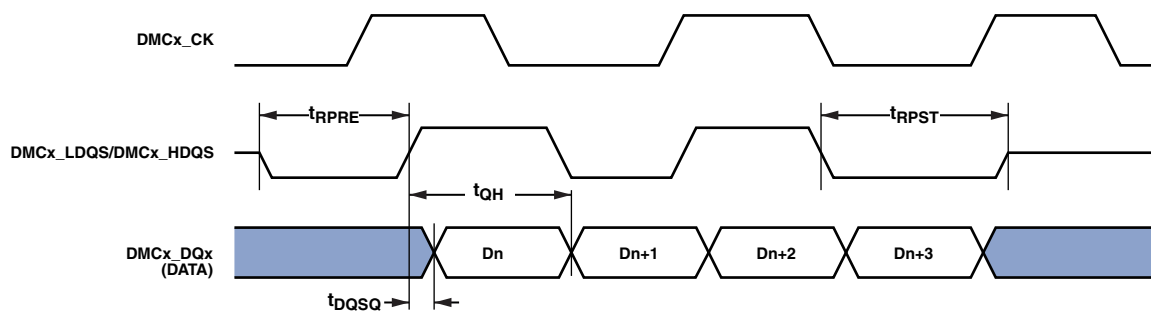 DMCx_CK
tRPRE
tRPST
DMCx_LDQS/DMCx_HDQS
tQH
DMCx_DQx
(DATA)
Dn
Dn+1
Dn+2
Dn+3
tDQSQ